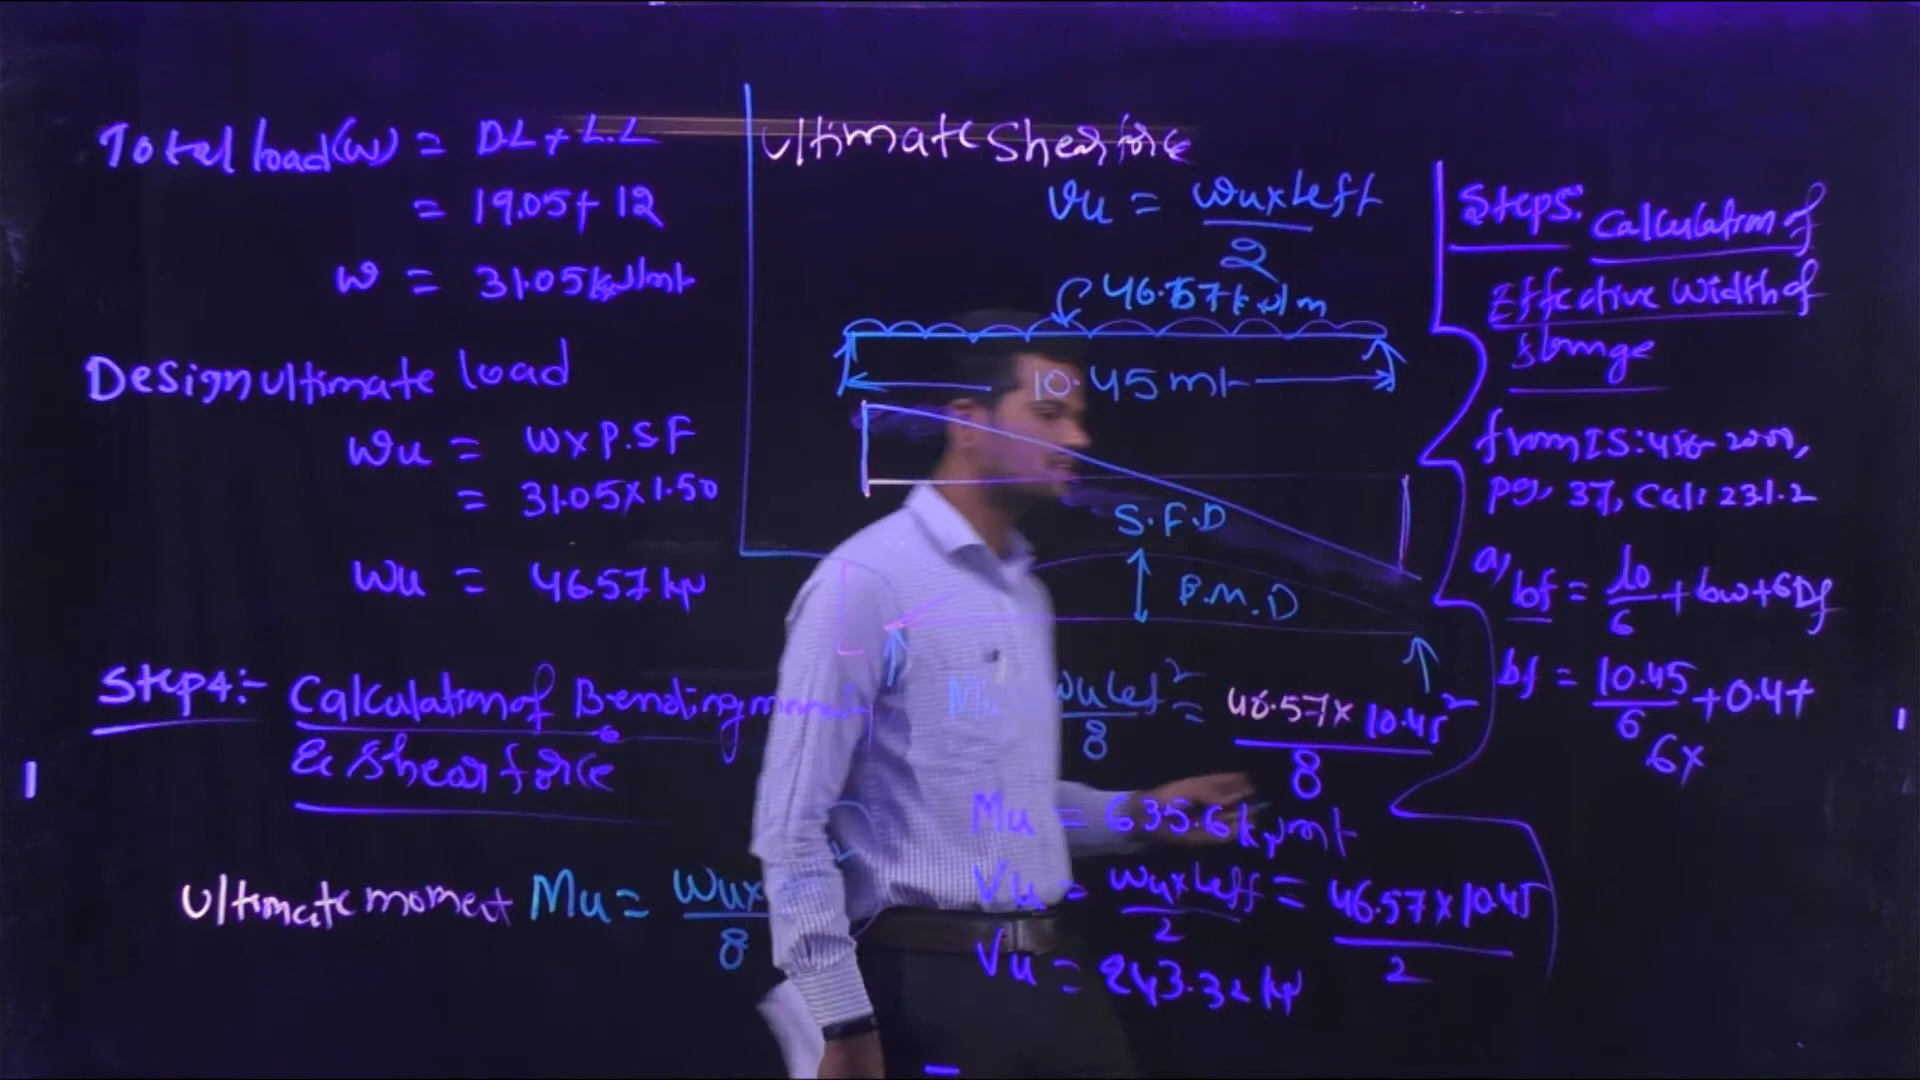 Total load(w) = D.L + L.L
= 19.05 + 12
w = 31.05 kN/mt
Design ultimate load
wu = w x P.S.F
= 31.05 x 1.50
wu = 46.57 kN
Step 4:- Calculation of Bending
& Shear force
Ultimate moment Mu = wux
8
Ultimate Shear force
Vu = wu x leff
2
kN/m
10.45 mt
S.F.D
B.M.D
8 = 46.57 x 10.45²
8
Mu = 635.6 kN mt
Vu = wu x leff = 46.57 x 10.45
2 2
Vu = 243.32 kN
Step5: Calculation of
Effective Width of
flange
from IS: 456-2000,
pg. 37, Cal: 23.1.2
a) bf = lo/6 + bw + 6Df
bf = 10.45/6 + 0.4 +
6x